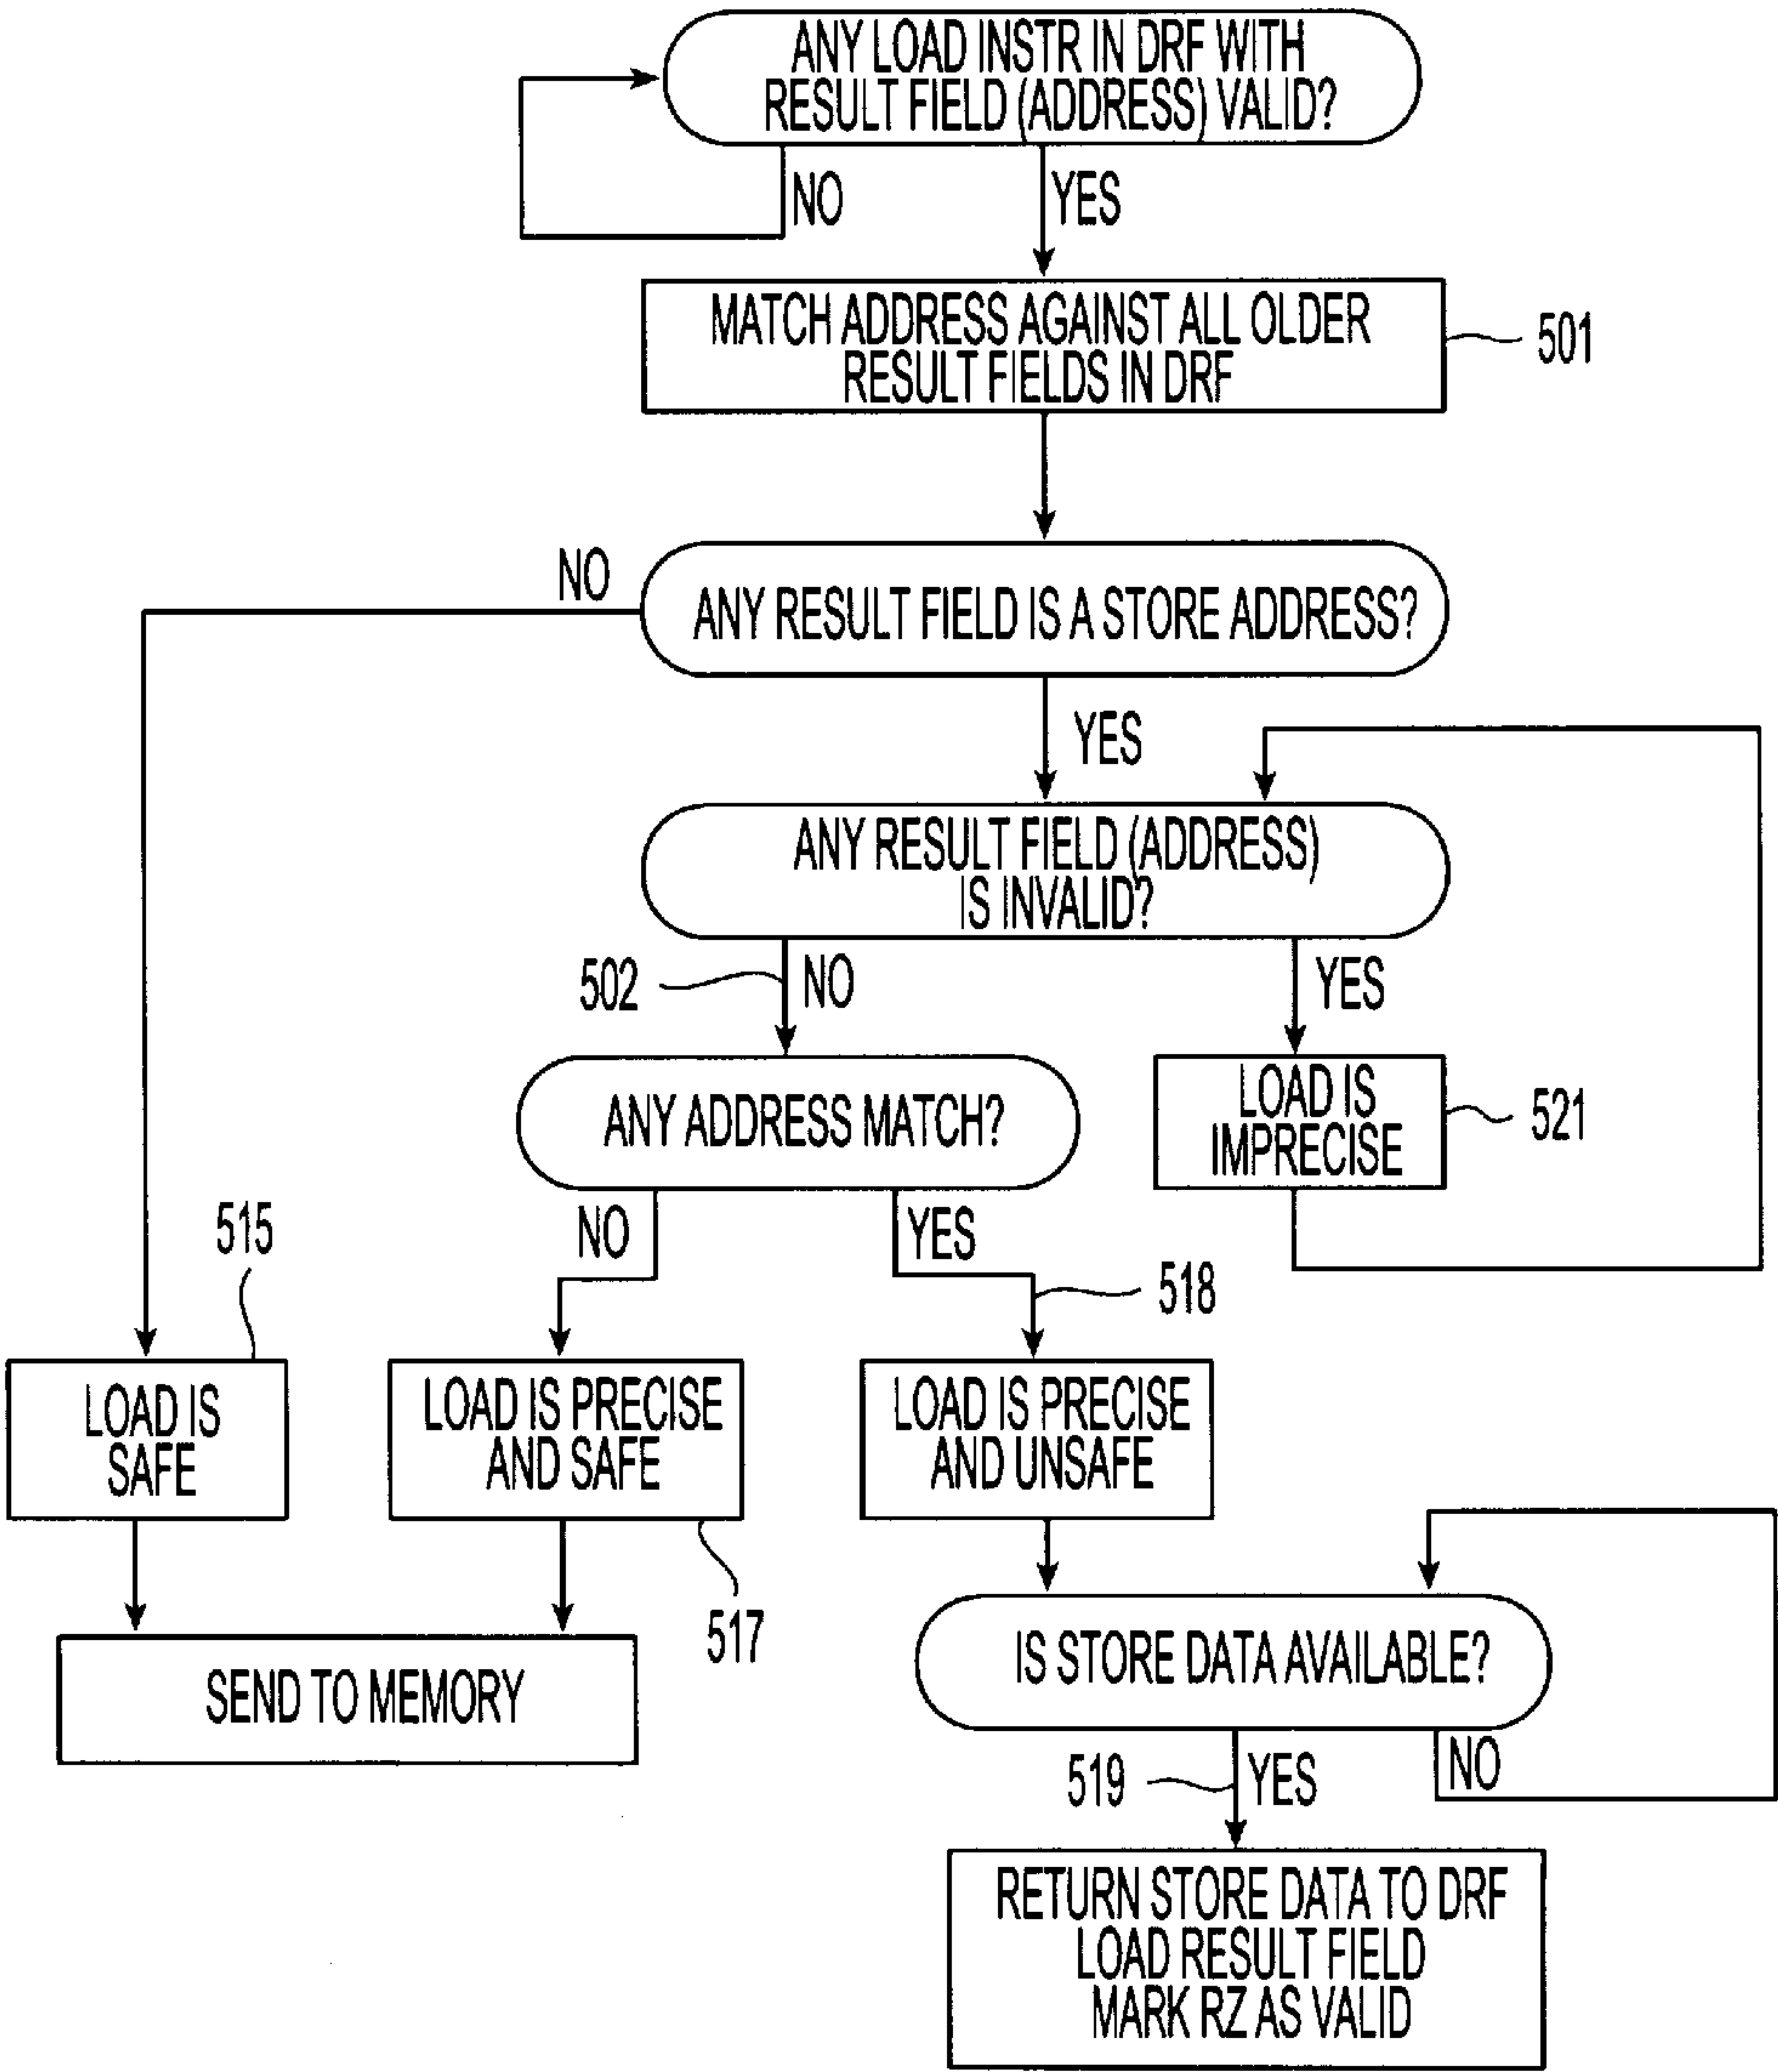 ANY LOAD INSTR IN DRF WITH
RESULT FIELD (ADDRESS) VALID?
NO
YES
MATCH ADDRESS AGAINST ALL OLDER
RESULT FIELDS IN DRF
501
NO
ANY RESULT FIELD IS A STORE ADDRESS?
YES
ANY RESULT FIELD (ADDRESS)
IS INVALID?
502
NO
YES
ANY ADDRESS MATCH?
LOAD IS
IMPRECISE
521
515
NO
YES
518
LOAD IS
SAFE
LOAD IS PRECISE
AND SAFE
LOAD IS PRECISE
AND UNSAFE
517
SEND TO MEMORY
IS STORE DATA AVAILABLE?
519
YES
NO
RETURN STORE DATA TO DRF
LOAD RESULT FIELD
MARK RZ AS VALID